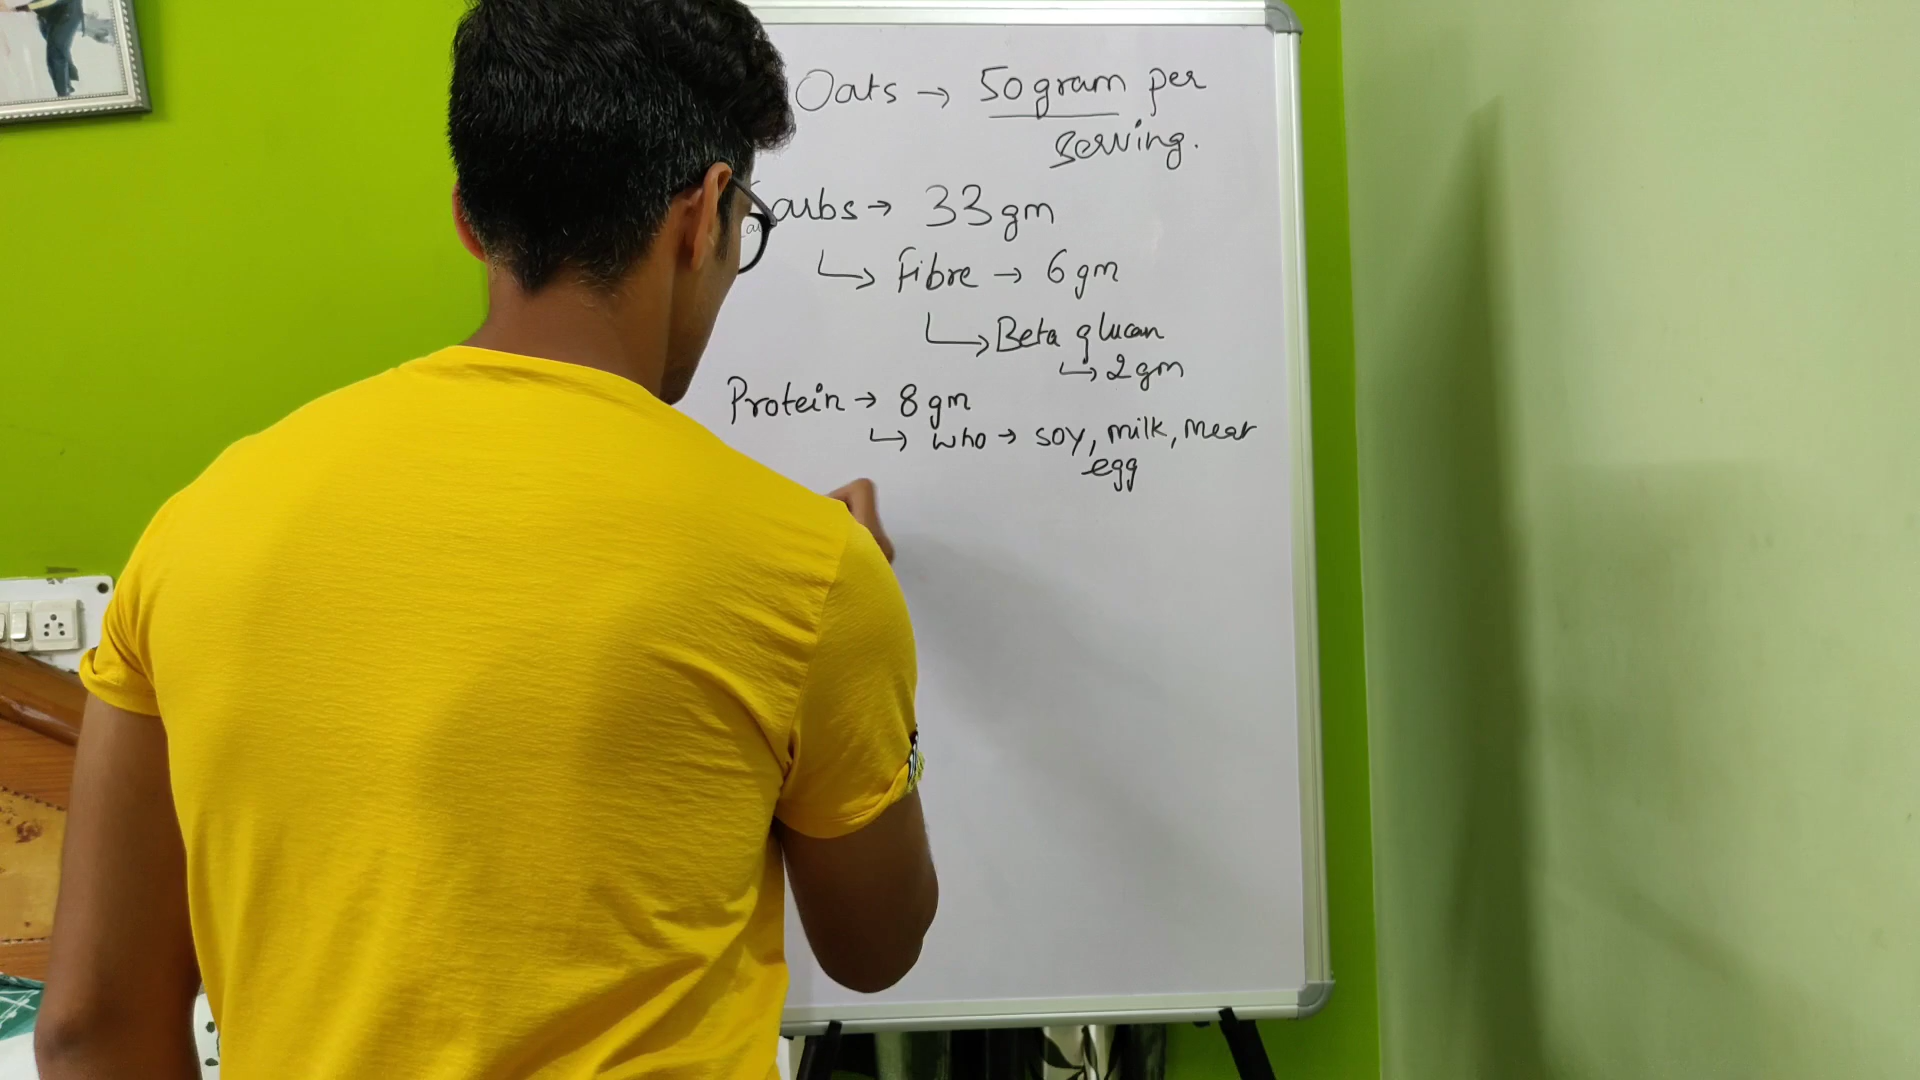 Oats → 50 gram per
serving.
arbs → 33 gm
↳ Fibre → 6 gm
↳ Beta glucan
↳ 2 gm
Protein → 8 gm
↳ who → soy, milk, meat
egg